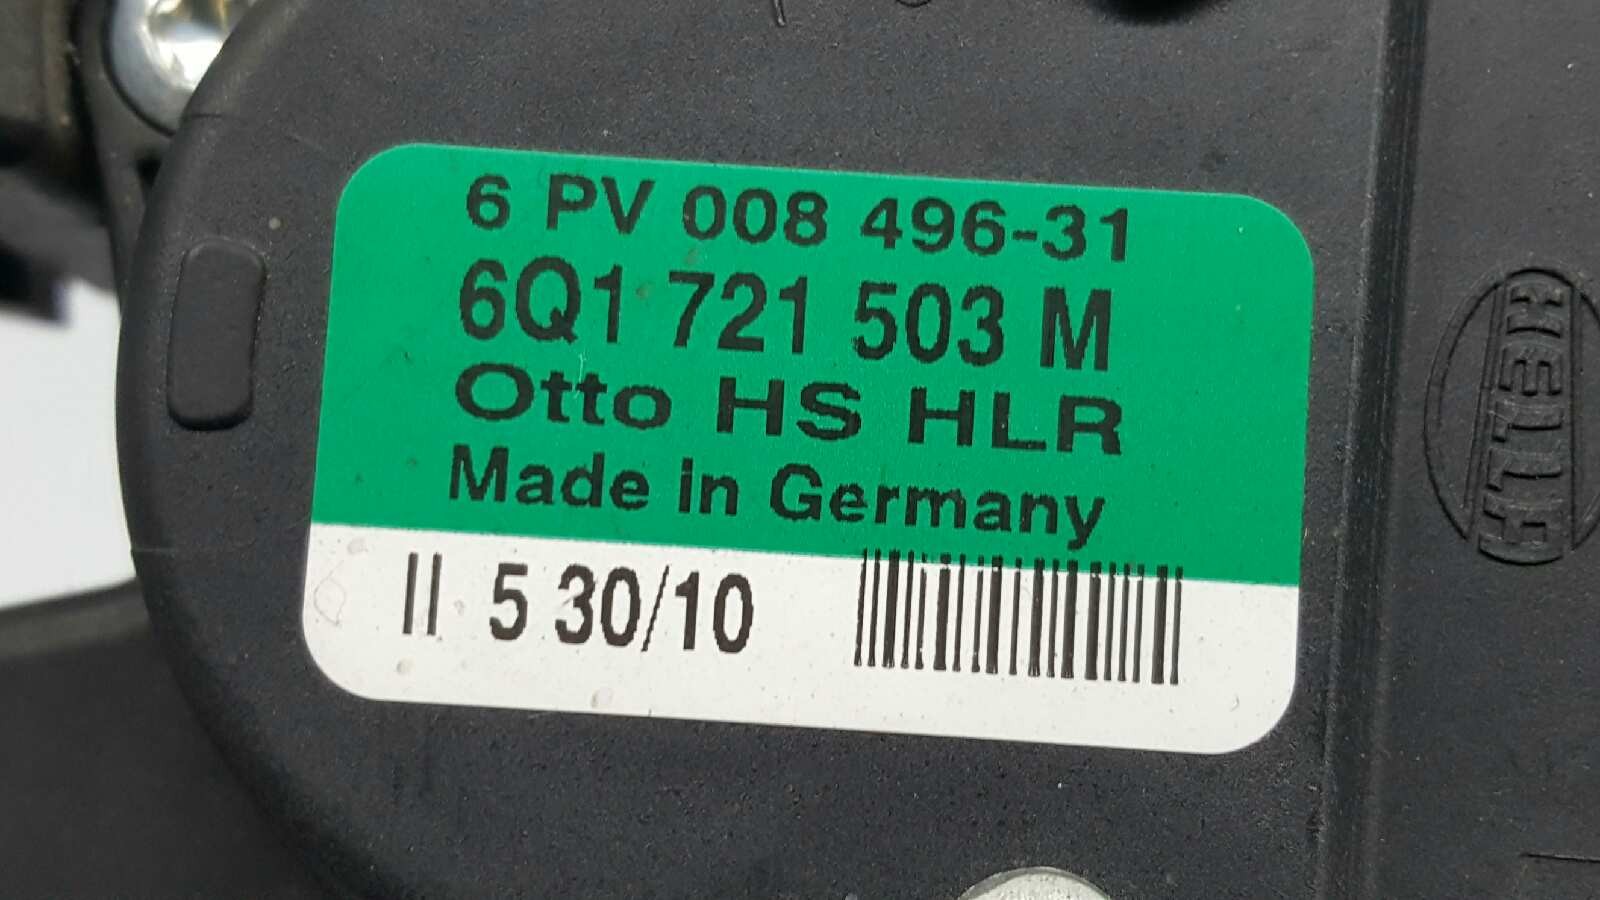 6 PV 008 496-31
6Q1 721 503 M
Otto HS HLR
Made in Germany
II 5 30/10
HELLA